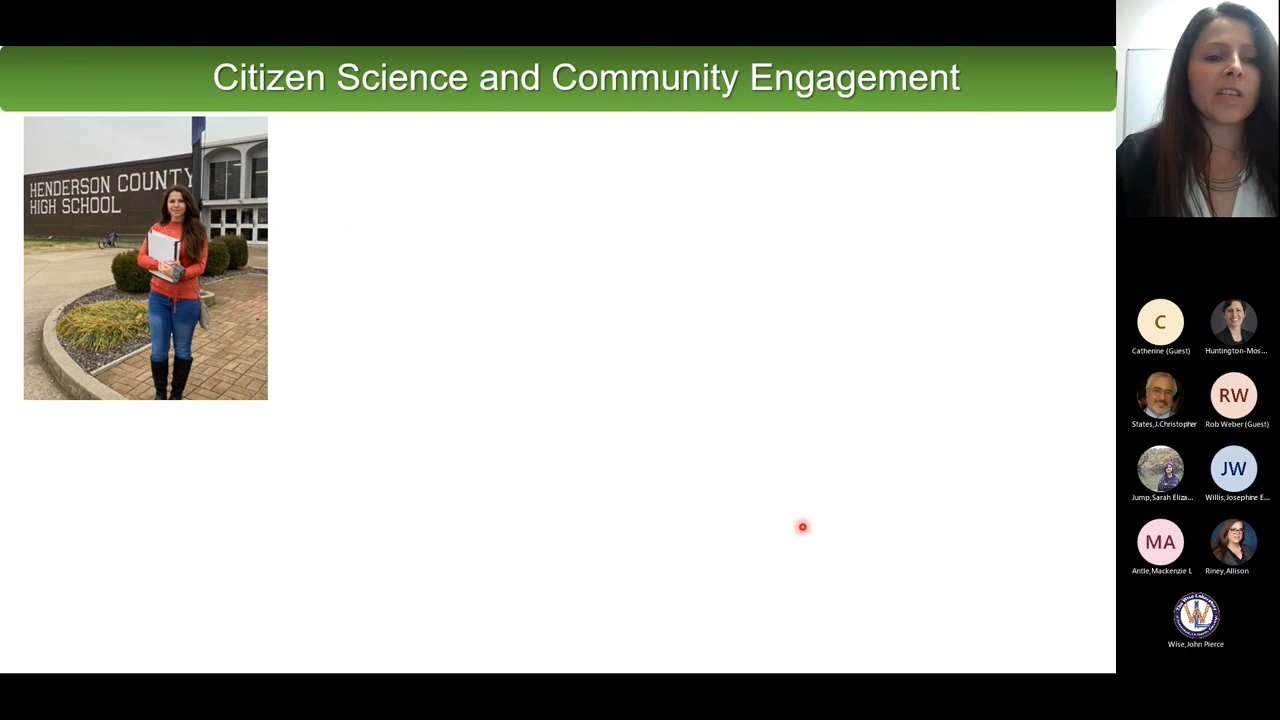 Citizen Science and Community Engagement
HENDERSON COUNTY
HIGH SCHOOL
C
Catherine (Guest)
Huntington-Mos...
States,J.Christopher
RW
Rob Weber (Guest)
Jump,Sarah Eliza...
JW
Willis,Josephine E...
MA
Antle,Mackenzie L
Riney,Allison
Wise,John Pierce